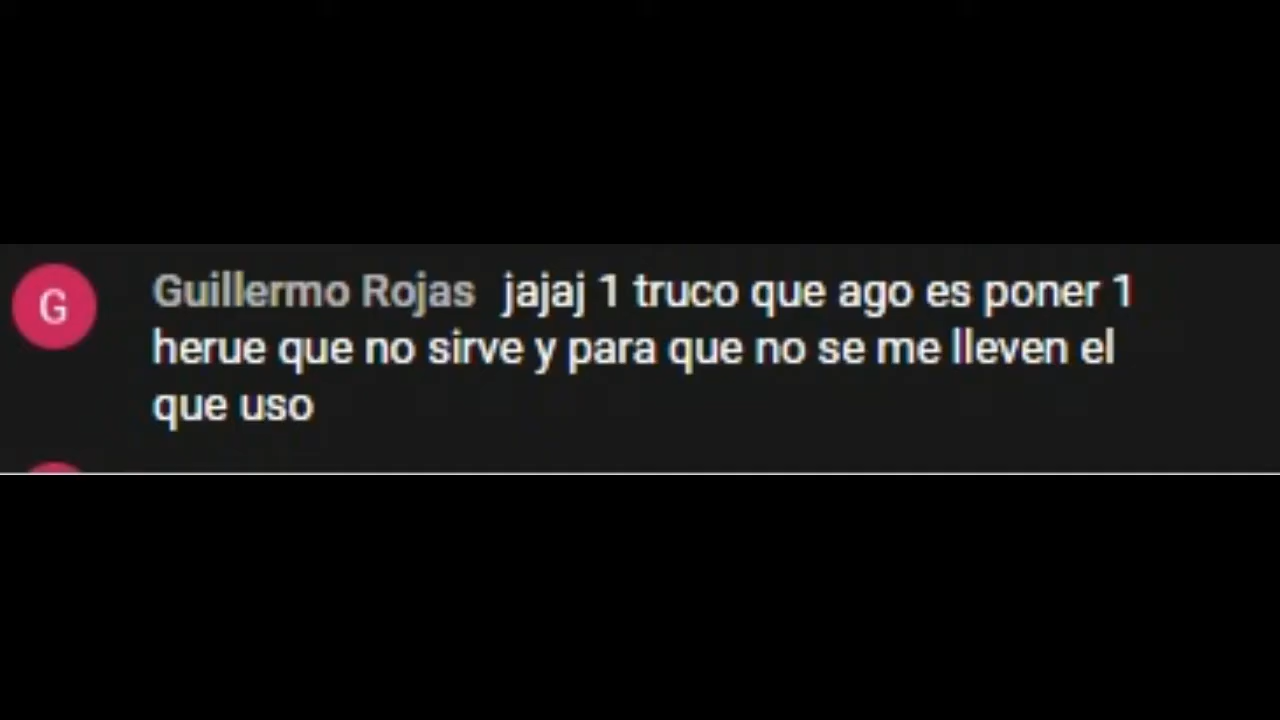 G
Guillermo Rojas jajaj 1 truco que ago es poner 1
herue que no sirve y para que no se me lleven el
que uso